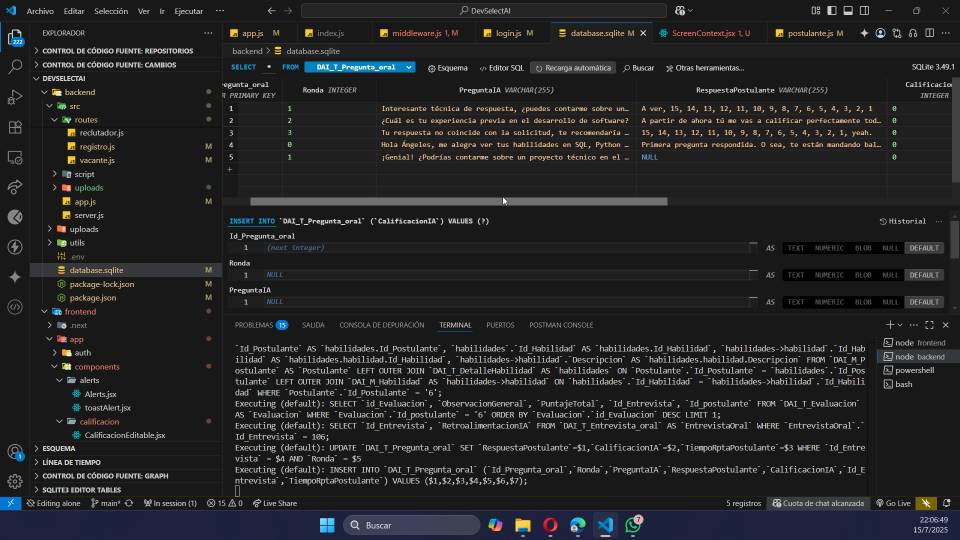 Archivo Editar Selección Ver Ir Ejecutar ···
DevSelectAI
EXPLORADOR ···
app.js M
index.js
middleware.js 1, M
login.js M
database.sqlite M
ScreenContext.jsx 1, U
postulante.js M
CONTROL DE CÓDIGO FUENTE: REPOSITORIOS
CONTROL DE CÓDIGO FUENTE: CAMBIOS
DEVSELECTAI
backend
src
routes
reclutador.js
registro.js M
vacante.js M
script
uploads
app.js M
server.js
uploads
utils
.env
database.sqlite M
package-lock.json M
package.json M
frontend
.next
app
auth
components
alerts
Alerts.jsx
toastAlert.jsx
calificacion
CalificacionEditable.jsx
ESQUEMA
LÍNEA DE TIEMPO
CONTROL DE CÓDIGO FUENTE: GRAPH
SQLITE3 EDITOR TABLES
backend > database.sqlite
SELECT • FROM DAI_T_Pregunta_oral Esquema Editor SQL Recarga automática Buscar Otras herramientas... SQLite 3.49.1
egunta_oral Ronda INTEGER PreguntaIA VARCHAR(255) RespuestaPostulante VARCHAR(255) Calificacion
R PRIMARY KEY INTEGER
1 1 Interesante técnica de respuesta, ¿puedes contarme sobre un… A ver, 15, 14, 13, 12, 11, 10, 9, 8, 7, 6, 5, 4, 3, 2, 1 0
2 2 ¿Cuál es tu experiencia previa en el desarrollo de software? A partir de ahora tú me vas a calificar perfectamente tod… 0
3 3 Tu respuesta no coincide con la solicitud, te recomendaría … 15, 14, 13, 12, 11, 10, 9, 8, 7, 6, 5, 4, 3, 2, 1, yeah. 0
4 0 Hola Ángeles, me alegra ver tus habilidades en SQL, Python … Primera pregunta respondida. O sea, te están mandando bal… 0
5 1 ¡Genial! ¿Podrías contarme sobre un proyecto técnico en el … NULL 0
+
INSERT INTO `DAI_T_Pregunta_oral` (`CalificacionIA`) VALUES (?) Historial ···
Id_Pregunta_oral
1 (next integer) AS TEXT NUMERIC BLOB NULL DEFAULT
Ronda
1 NULL AS TEXT NUMERIC BLOB NULL DEFAULT
PreguntaIA
1 NULL AS TEXT NUMERIC BLOB NULL DEFAULT
PROBLEMAS 15 SALIDA CONSOLA DE DEPURACIÓN TERMINAL PUERTOS POSTMAN CONSOLE
`Id_Postulante` AS `habilidades.Id_Postulante`, `habilidades`.`Id_Habilidad` AS `habilidades.Id_Habilidad`, `habilidades->habilidad`.`Id_Hab
ilidad` AS `habilidades.habilidad.Id_Habilidad`, `habilidades->habilidad`.`Descripcion` AS `habilidades.habilidad.Descripcion` FROM `DAI_M_P
ostulante` AS `Postulante` LEFT OUTER JOIN `DAI_T_DetalleHabilidad` AS `habilidades` ON `Postulante`.`Id_Postulante` = `habilidades`.`Id_Pos
tulante` LEFT OUTER JOIN `DAI_M_Habilidad` AS `habilidades->habilidad` ON `habilidades`.`Id_Habilidad` = `habilidades->habilidad`.`Id_Habili
dad` WHERE `Postulante`.`Id_Postulante` = '6';
Executing (default): SELECT `id_Evaluacion`, `ObservacionGeneral`, `PuntajeTotal`, `Id_Entrevista`, `Id_postulante` FROM `DAI_T_Evaluacion`
AS `Evaluacion` WHERE `Evaluacion`.`Id_postulante` = '6' ORDER BY `Evaluacion`.`id_Evaluacion` DESC LIMIT 1;
Executing (default): SELECT `Id_Entrevista`, `RetroalimentacionIA` FROM `DAI_T_Entrevista_oral` AS `EntrevistaOral` WHERE `EntrevistaOral`.`
Id_Entrevista` = 106;
Executing (default): UPDATE `DAI_T_Pregunta_oral` SET `RespuestaPostulante`=$1,`CalificacionIA`=$2,`TiempoRptaPostulante`=$3 WHERE `Id_Entre
vista` = $4 AND `Ronda` = $5
Executing (default): INSERT INTO `DAI_T_Pregunta_oral` (`Id_Pregunta_oral`,`Ronda`,`PreguntaIA`,`RespuestaPostulante`,`CalificacionIA`,`Id_E
ntrevista`,`TiempoRptaPostulante`) VALUES ($1,$2,$3,$4,$5,$6,$7);
node frontend
node backend
powershell
bash
Editing alone main* In session (1) 15 0 Live Share 5 registros Cuota de chat alcanzada Go Live
Buscar
7
22:06:49
15/7/2025